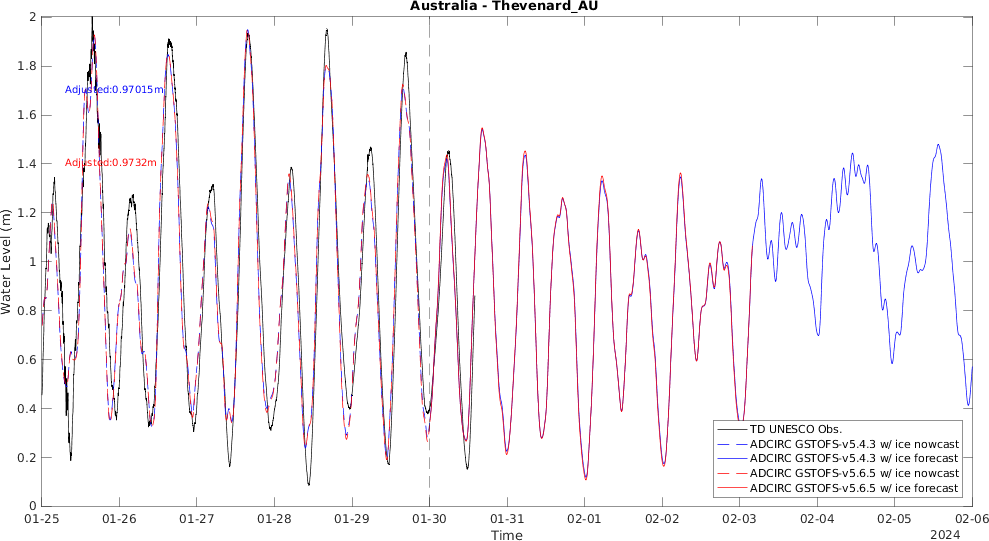 Australia - Thevenard_AU
2
1.8
1.6
1.4
1.2
1
0.8
0.6
0.4
0.2
0
Water Level (m)
Adjusted:0.97015m
Adjusted:0.9732m
TD UNESCO Obs.
ADCIRC GSTOFS-v5.4.3 w/ ice nowcast
ADCIRC GSTOFS-v5.4.3 w/ ice forecast
ADCIRC GSTOFS-v5.6.5 w/ ice nowcast
ADCIRC GSTOFS-v5.6.5 w/ ice forecast
01-25 01-26 01-27 01-28 01-29 01-30 01-31 02-01 02-02 02-03 02-04 02-05 02-06
Time
2024